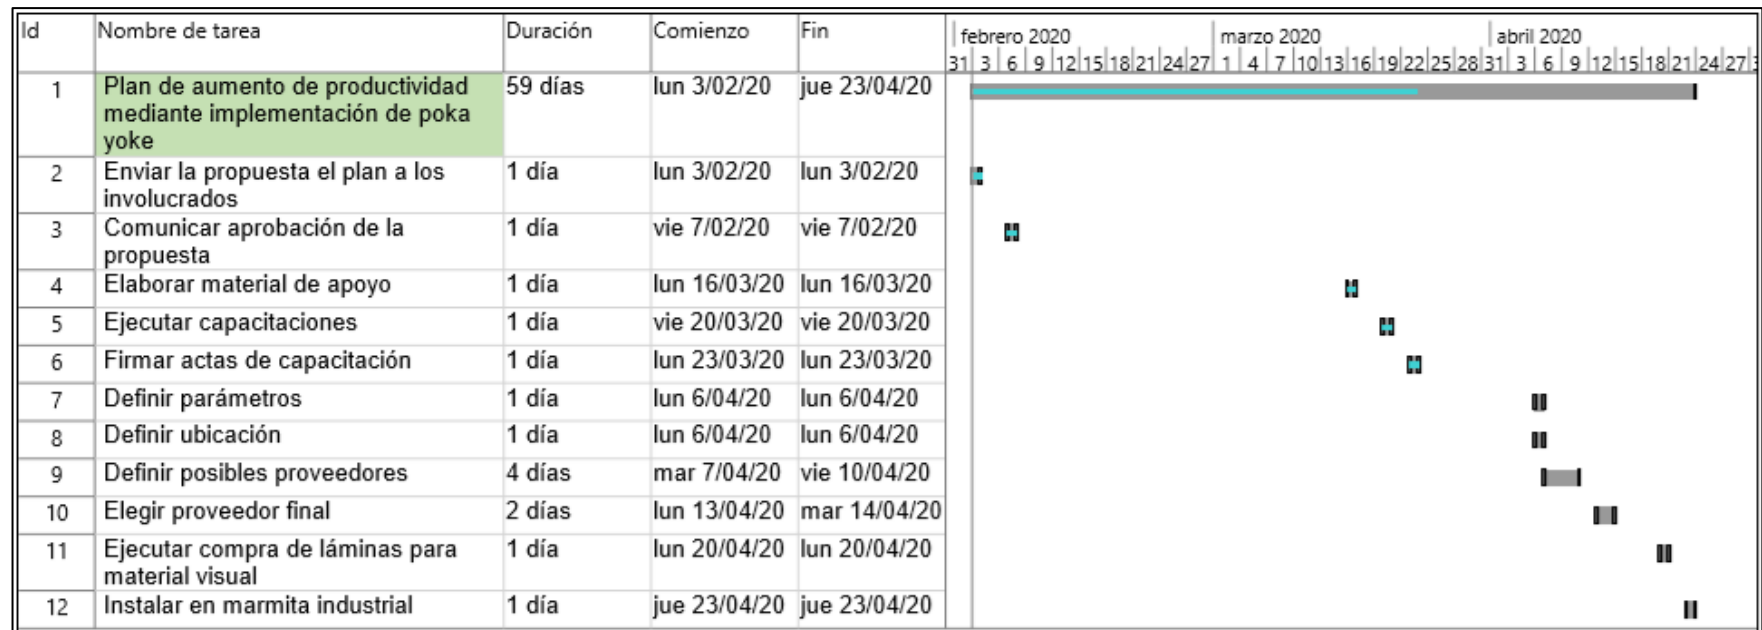 Id Nombre de tarea Duración Comienzo Fin febrero 2020 marzo 2020 abril 2020
31 3 6 9 12 15 18 21 24 27 1 4 7 10 13 16 19 22 25 28 31 3 6 9 12 15 18 21 24 27
1 Plan de aumento de productividad 59 días lun 3/02/20 jue 23/04/20
mediante implementación de poka
yoke
2 Enviar la propuesta el plan a los 1 día lun 3/02/20 lun 3/02/20
involucrados
3 Comunicar aprobación de la 1 día vie 7/02/20 vie 7/02/20
propuesta
4 Elaborar material de apoyo 1 día lun 16/03/20 lun 16/03/20
5 Ejecutar capacitaciones 1 día vie 20/03/20 vie 20/03/20
6 Firmar actas de capacitación 1 día lun 23/03/20 lun 23/03/20
7 Definir parámetros 1 día lun 6/04/20 lun 6/04/20
8 Definir ubicación 1 día lun 6/04/20 lun 6/04/20
9 Definir posibles proveedores 4 días mar 7/04/20 vie 10/04/20
10 Elegir proveedor final 2 días lun 13/04/20 mar 14/04/20
11 Ejecutar compra de láminas para 1 día lun 20/04/20 lun 20/04/20
material visual
12 Instalar en marmita industrial 1 día jue 23/04/20 jue 23/04/20